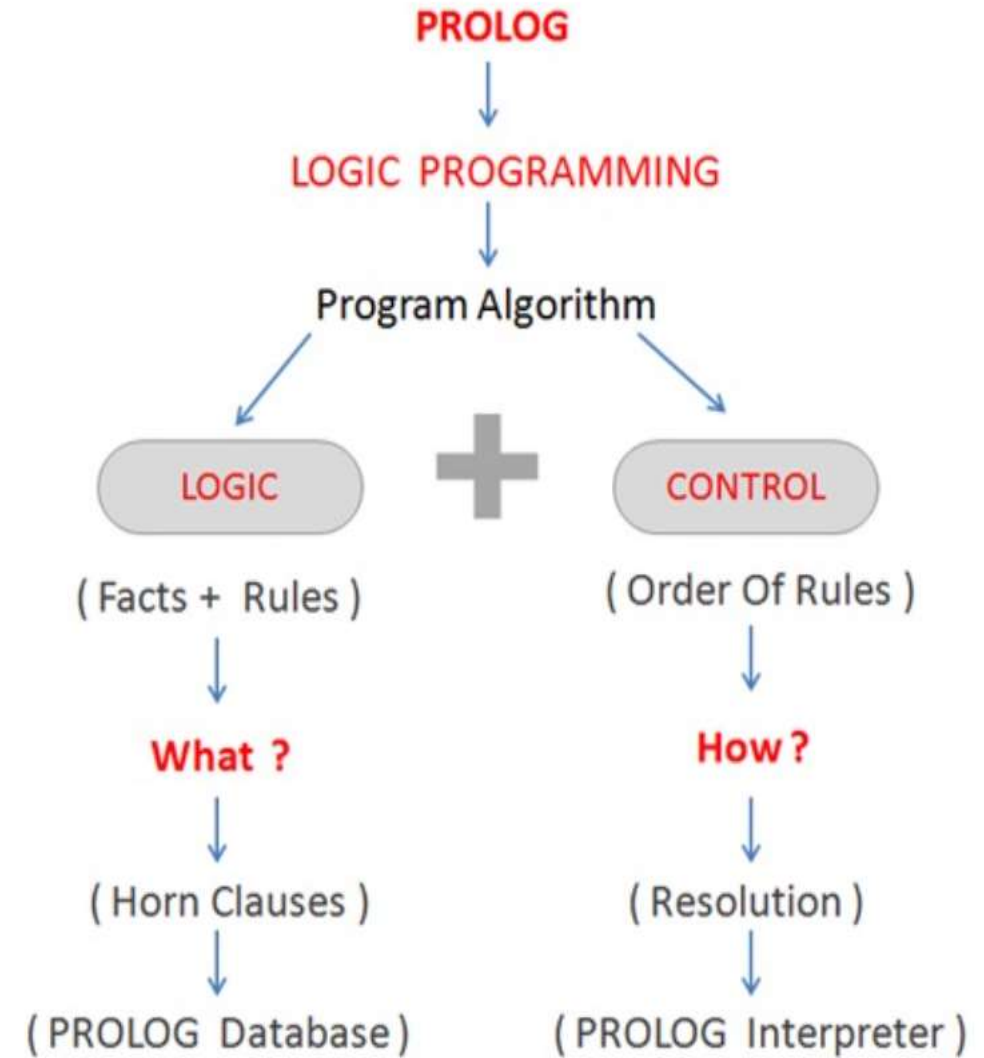 PROLOG
LOGIC PROGRAMMING
Program Algorithm
LOGIC + CONTROL
( Facts + Rules ) ( Order Of Rules )
What ? How ?
( Horn Clauses ) ( Resolution )
( PROLOG Database ) ( PROLOG Interpreter )